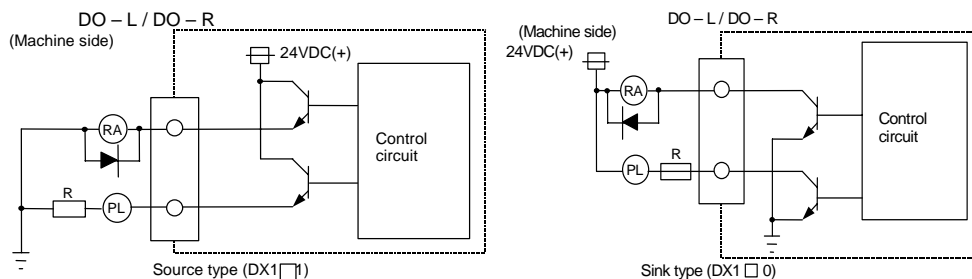 DO – L / DO – R
(Machine side)
24VDC(+)
RA
Control
circuit
R
PL
Source type (DX1□1)
DO – L / DO – R
(Machine side)
24VDC(+)
RA
Control
circuit
PL
R
Sink type (DX1 □ 0)